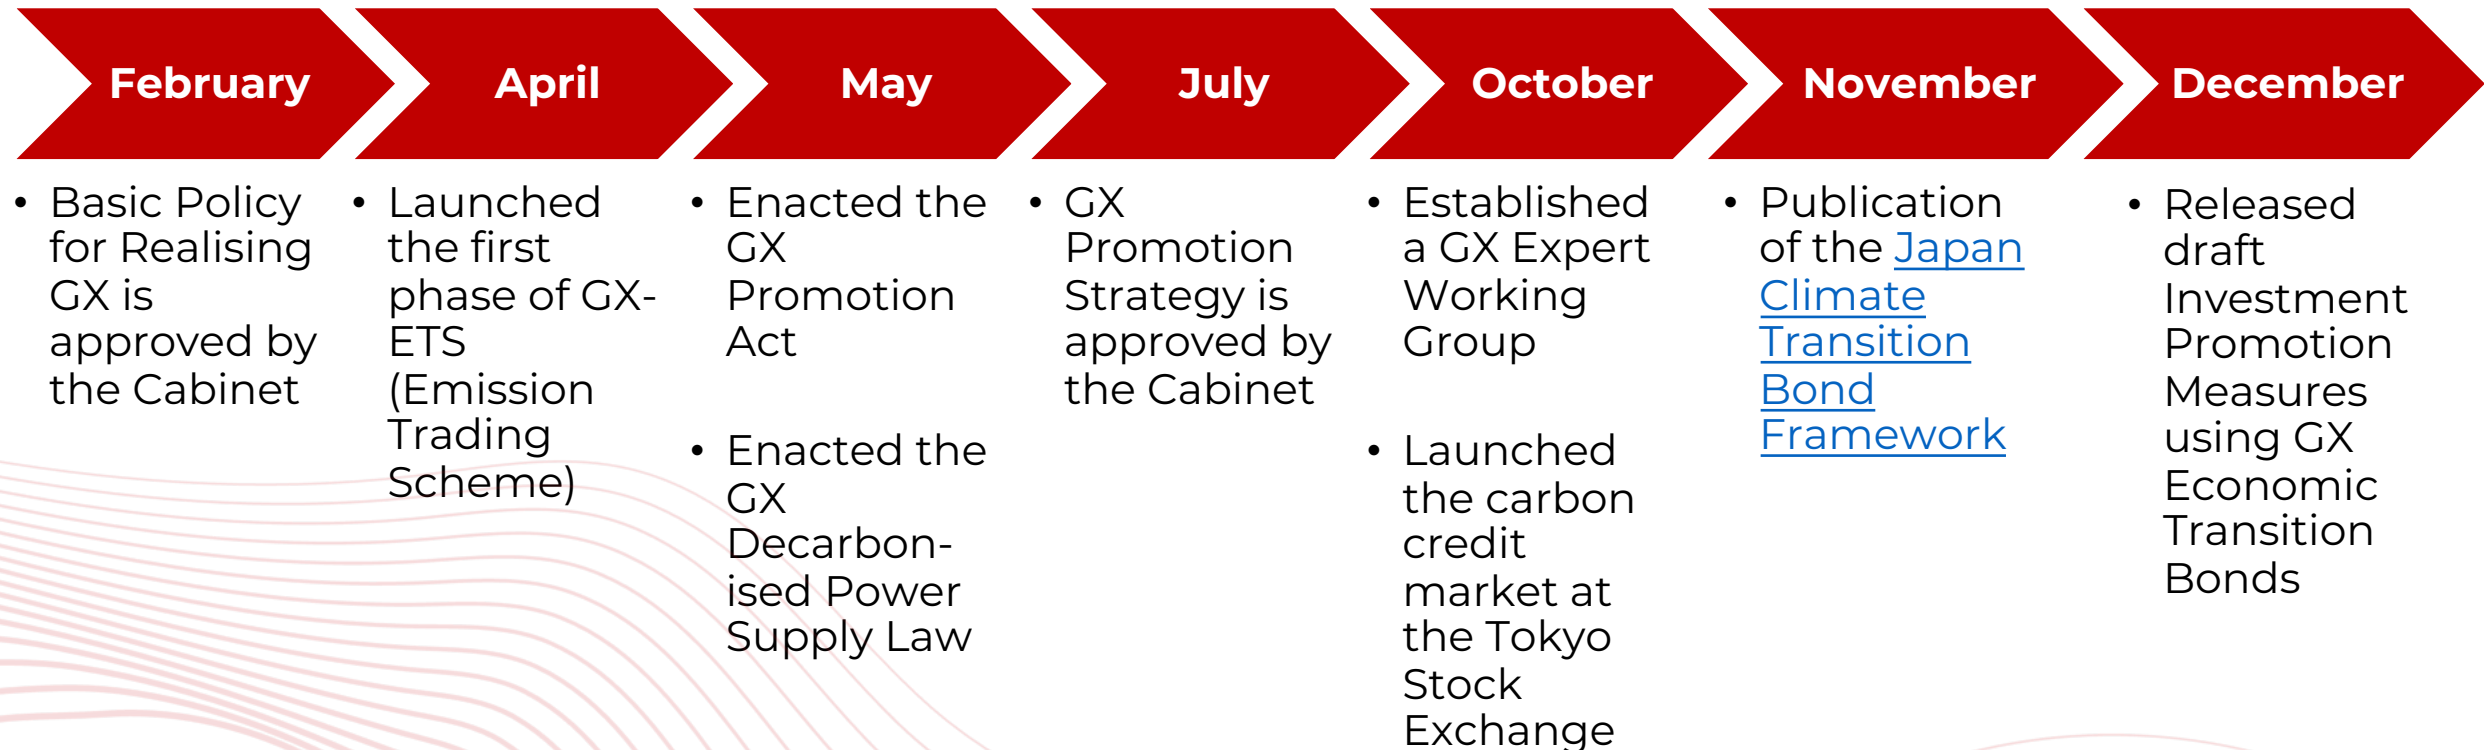 February
April
May
July
October
November
December
• Basic Policy
for Realising
GX is
approved by
the Cabinet
• Launched
the first
phase of GX-
ETS
(Emission
Trading
Scheme)
• Enacted the
GX
Promotion
Act
• Enacted the
GX
Decarbon-
ised Power
Supply Law
• GX
Promotion
Strategy is
approved by
the Cabinet
• Established
a GX Expert
Working
Group
• Launched
the carbon
credit
market at
the Tokyo
Stock
Exchange
• Publication
of the Japan
Climate
Transition
Bond
Framework
• Released
draft
Investment
Promotion
Measures
using GX
Economic
Transition
Bonds